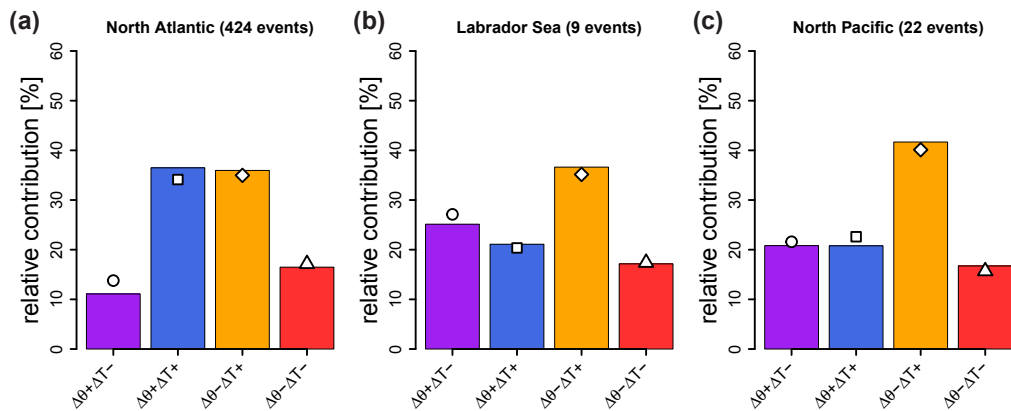 (a) North Atlantic (424 events)
relative contribution [%]
60
50
40
30
20
10
0
Δθ+ΔT− Δθ+ΔT+ Δθ−ΔT+ Δθ−ΔT−
(b) Labrador Sea (9 events)
relative contribution [%]
60
50
40
30
20
10
0
Δθ+ΔT− Δθ+ΔT+ Δθ−ΔT+ Δθ−ΔT−
(c) North Pacific (22 events)
relative contribution [%]
60
50
40
30
20
10
0
Δθ+ΔT− Δθ+ΔT+ Δθ−ΔT+ Δθ−ΔT−